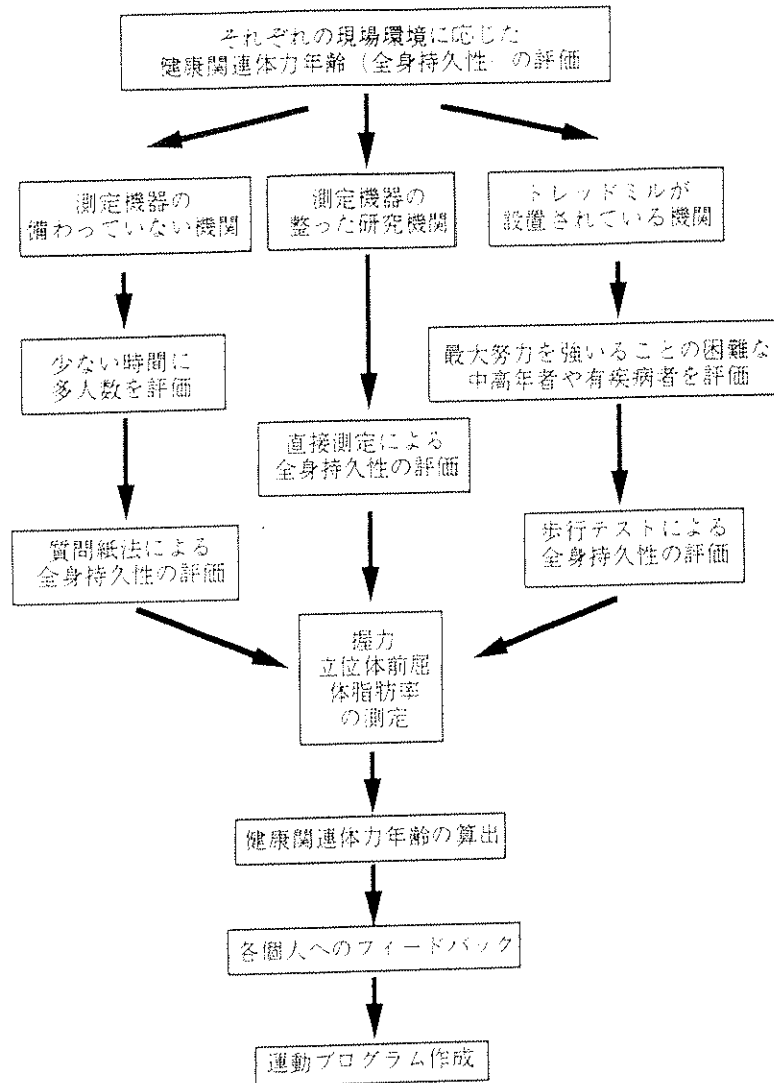 それぞれの現場環境に応じた
健康関連体力年齢（全身持久性）の評価
測定機器の
備わっていない機関
測定機器の
整った研究機関
トレッドミルが
設置されている機関
少ない時間に
多人数を評価
最大努力を強いることの困難な
中高年者や有疾病者を評価
直接測定による
全身持久性の評価
質問紙法による
全身持久性の評価
歩行テストによる
全身持久性の評価
握力
立位体前屈
体脂肪率
の測定
健康関連体力年齢の算出
各個人へのフィードバック
運動プログラム作成